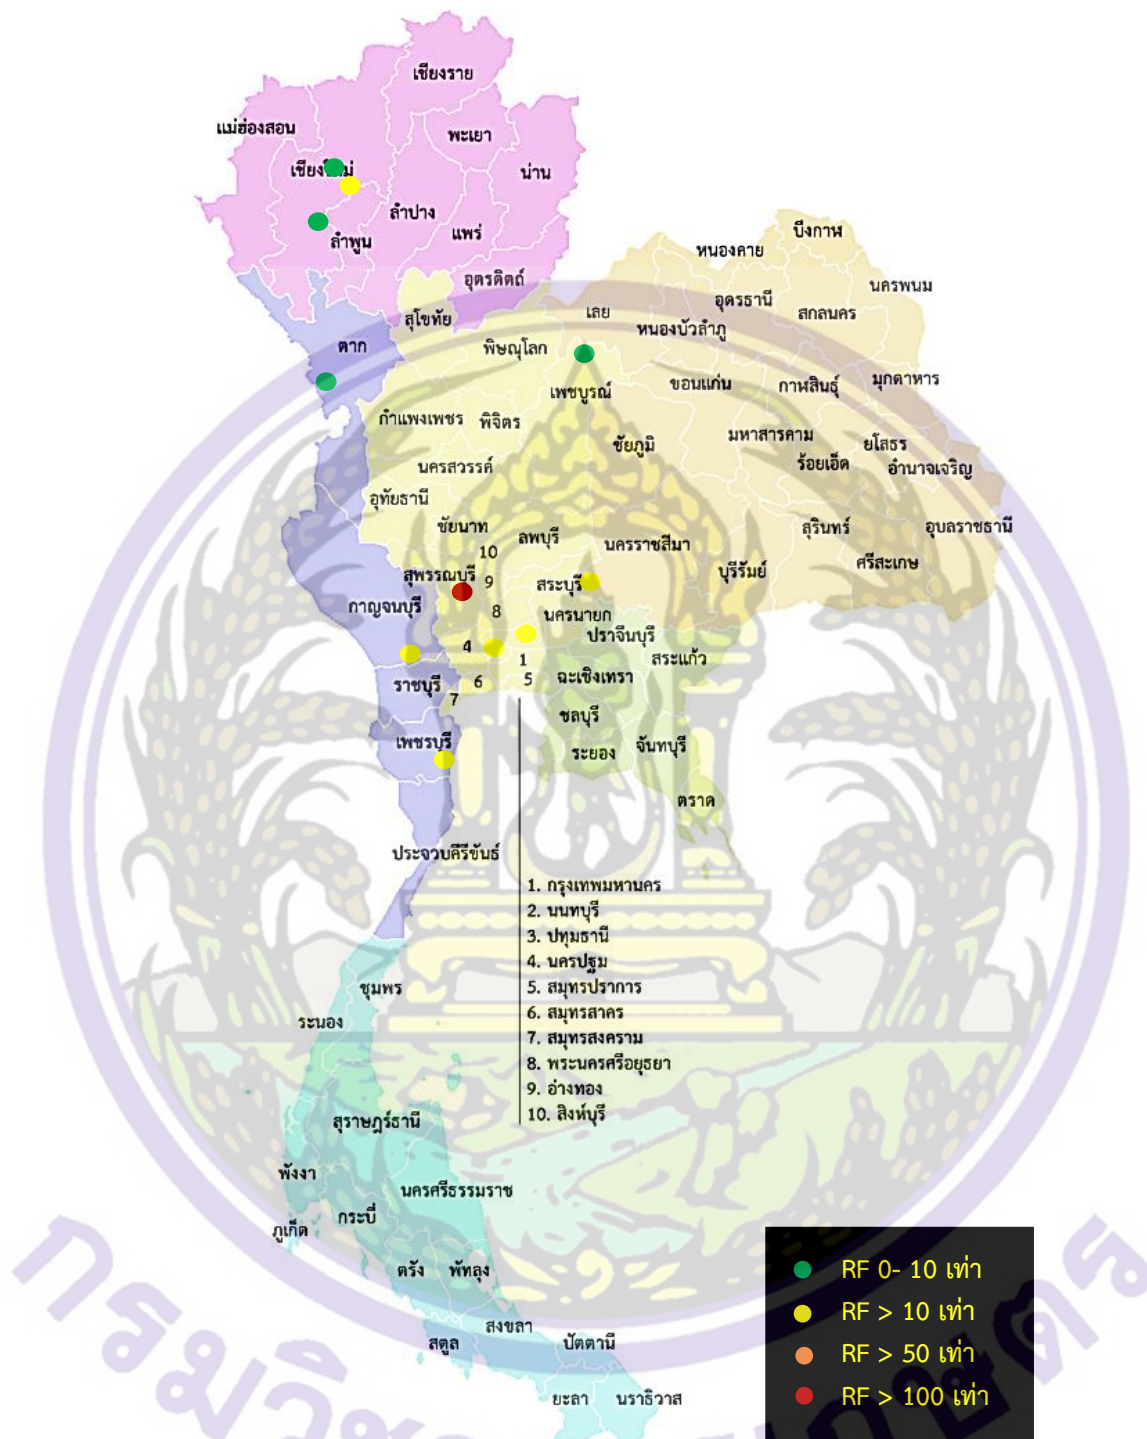 เชียงราย
แม่ฮ่องสอน
พะเยา
เชียงใหม่
น่าน
ลำปาง
ลำพูน
แพร่
บึงกาฬ
หนองคาย
อุตรดิตถ์
นครพนม
อุดรธานี
เลย
สกลนคร
สุโขทัย
หนองบัวลำภู
ตาก
พิษณุโลก
ขอนแก่น
กาฬสินธุ์
มุกดาหาร
เพชบูรณ์
กำแพงเพชร
พิจิตร
มหาสารคาม
ชัยภูมิ
ยโสธร
ร้อยเอ็ด
อำนาจเจริญ
นครสวรรค์
อุทัยธานี
ชัยนาท
ลพบุรี
สุรินทร์
อุบลราชธานี
10
นครราชสีมา
ศรีสะเกษ
สุพรรณบุรี
บุรีรัมย์
9
สระบุรี
กาญจนบุรี
8
นครนายก
ปราจีนบุรี
4
1
สระแก้ว
ราชบุรี
6
5
ฉะเชิงเทรา
7
ชลบุรี
เพชรบุรี
ระยอง
จันทบุรี
ตราด
ประจวบคีรีขันธ์
1. กรุงเทพมหานคร
2. นนทบุรี
3. ปทุมธานี
4. นครปฐม
5. สมุทรปราการ
6. สมุทรสาคร
7. สมุทรสงคราม
8. พระนครศรีอยุธยา
9. อ่างทอง
10. สิงห์บุรี
ชุมพร
ระนอง
สุราษฎร์ธานี
พังงา
นครศรีธรรมราช
กระบี่
ภูเก็ต
ตรัง
พัทลุง
สงขลา
สตูล
ปัตตานี
ยะลา
นราธิวาส
RF 0- 10 เท่า
RF > 10 เท่า
RF > 50 เท่า
RF > 100 เท่า